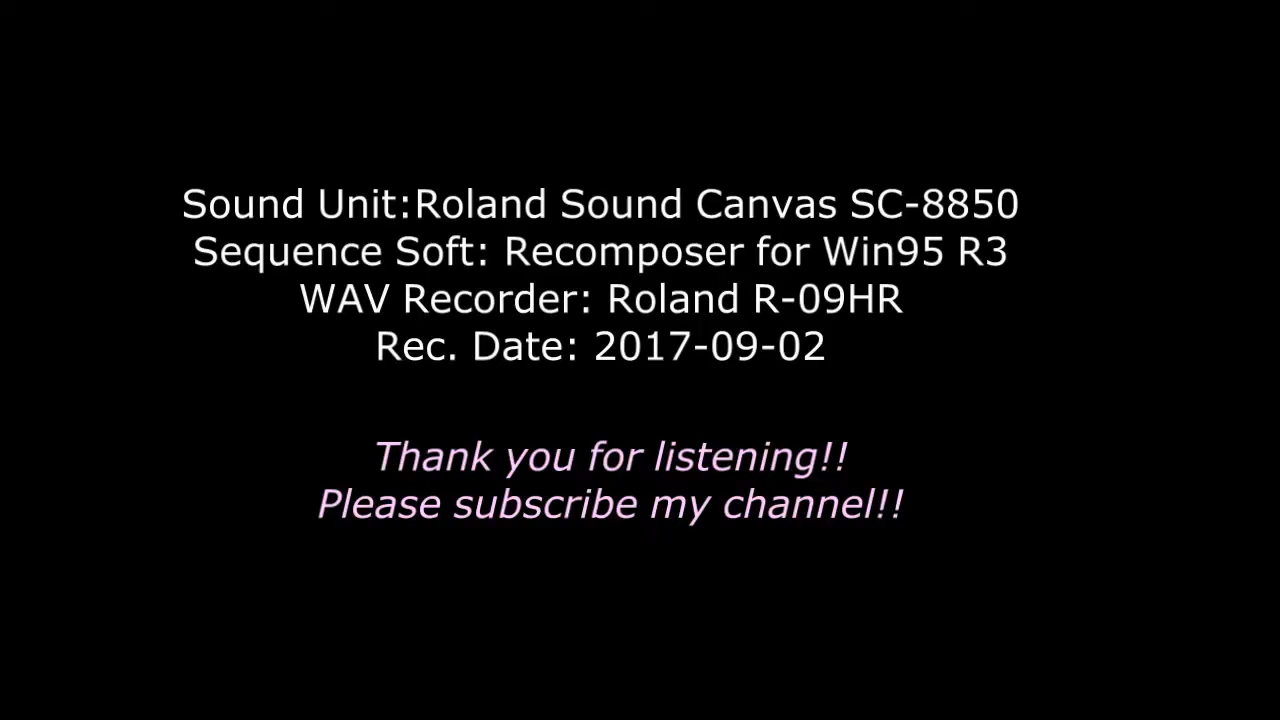 Sound Unit:Roland Sound Canvas SC-8850
Sequence Soft: Recomposer for Win95 R3
WAV Recorder: Roland R-09HR
Rec. Date: 2017-09-02
Thank you for listening!!
Please subscribe my channel!!